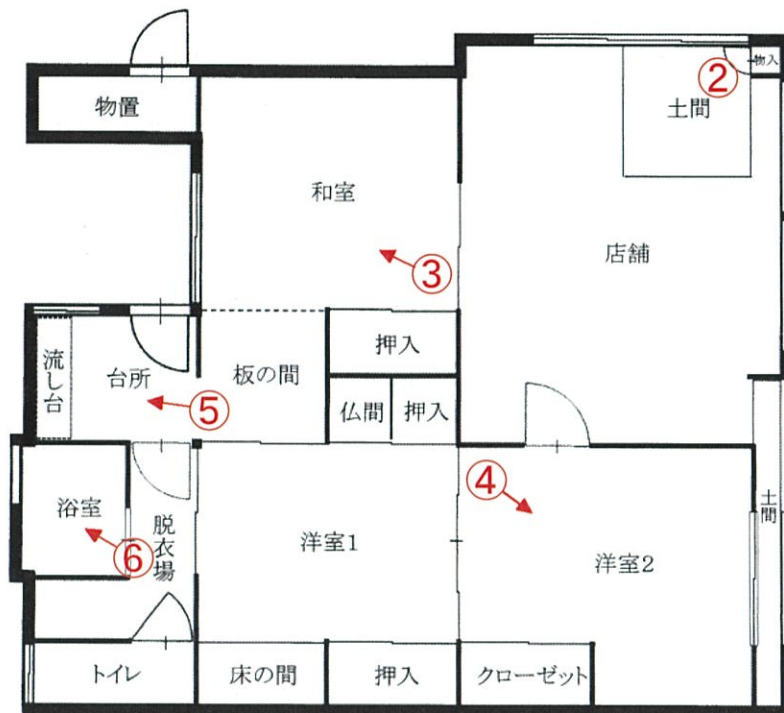 物入
②
物置
土間
和室
店舗
③
押入
流し台
台所
板の間
⑤
仏間
押入
④
浴室
土間
⑥
脱衣場
洋室1
洋室2
トイレ
床の間
押入
クローゼット